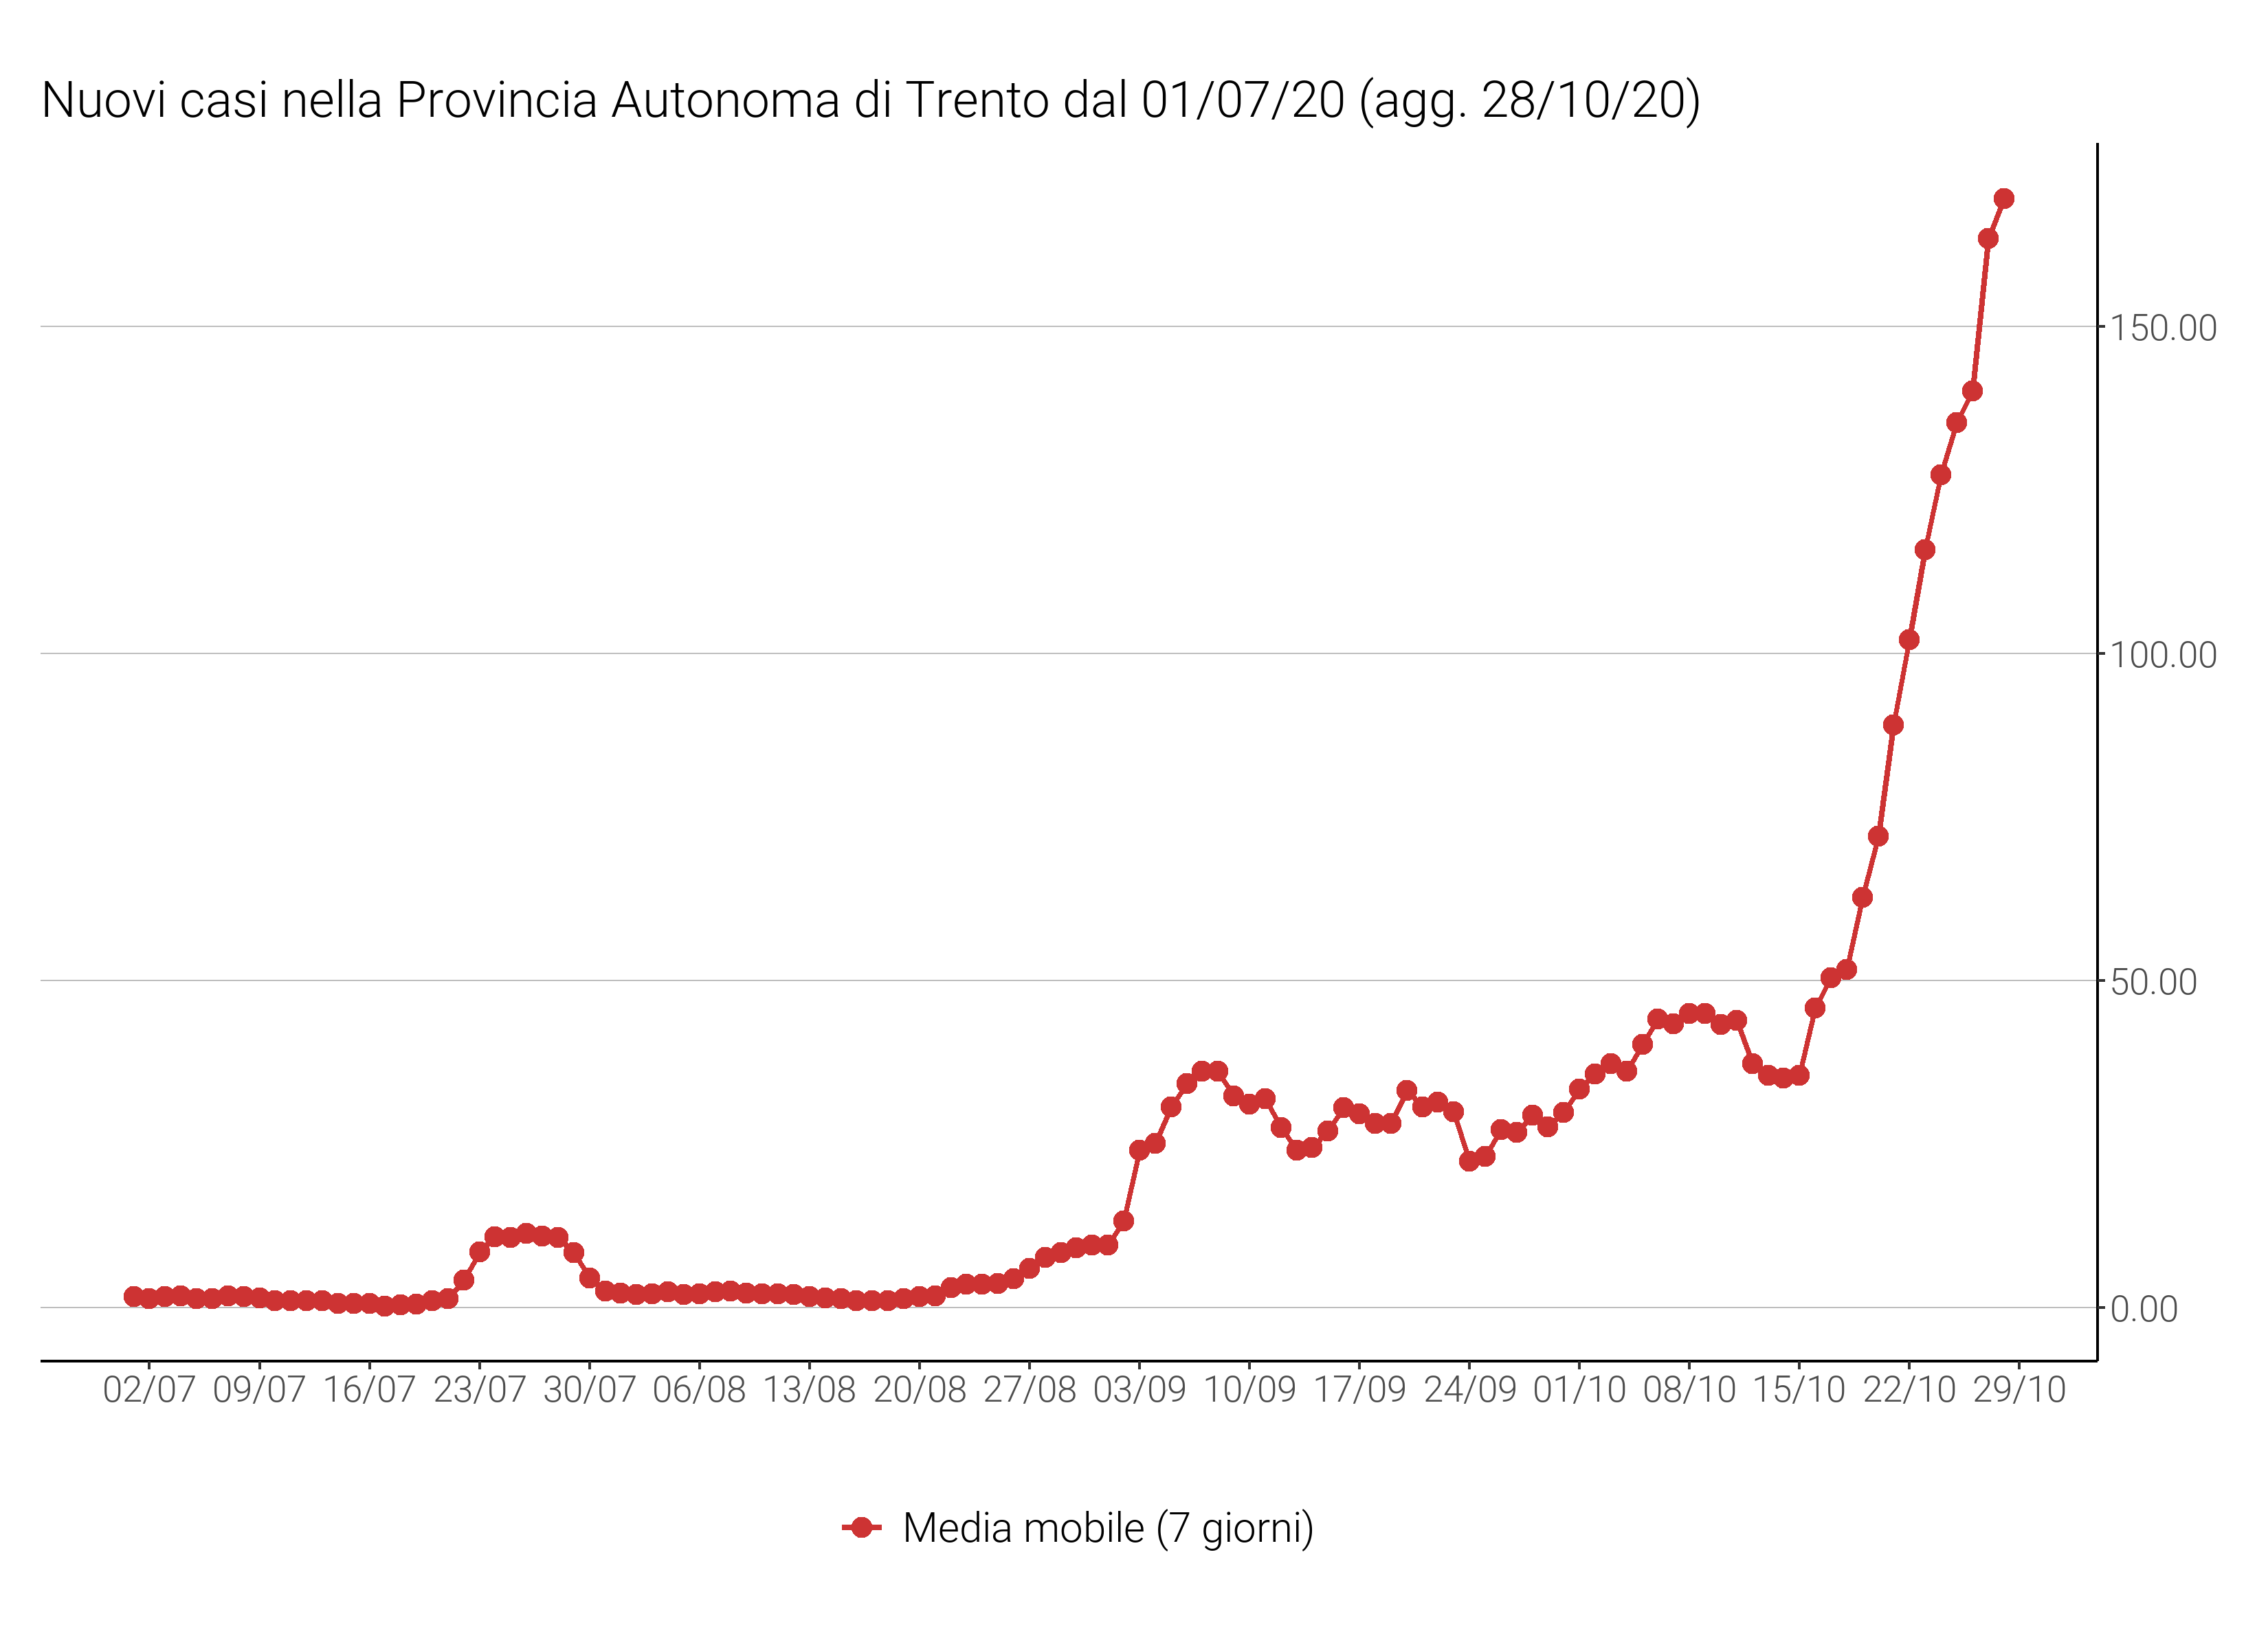 Nuovi casi nella Provincia Autonoma di Trento dal 01/07/20 (agg. 28/10/20)
150.00
100.00
50.00
0.00
02/07 09/07 16/07 23/07 30/07 06/08 13/08 20/08 27/08 03/09 10/09 17/09 24/09 01/10 08/10 15/10 22/10 29/10
Media mobile (7 giorni)